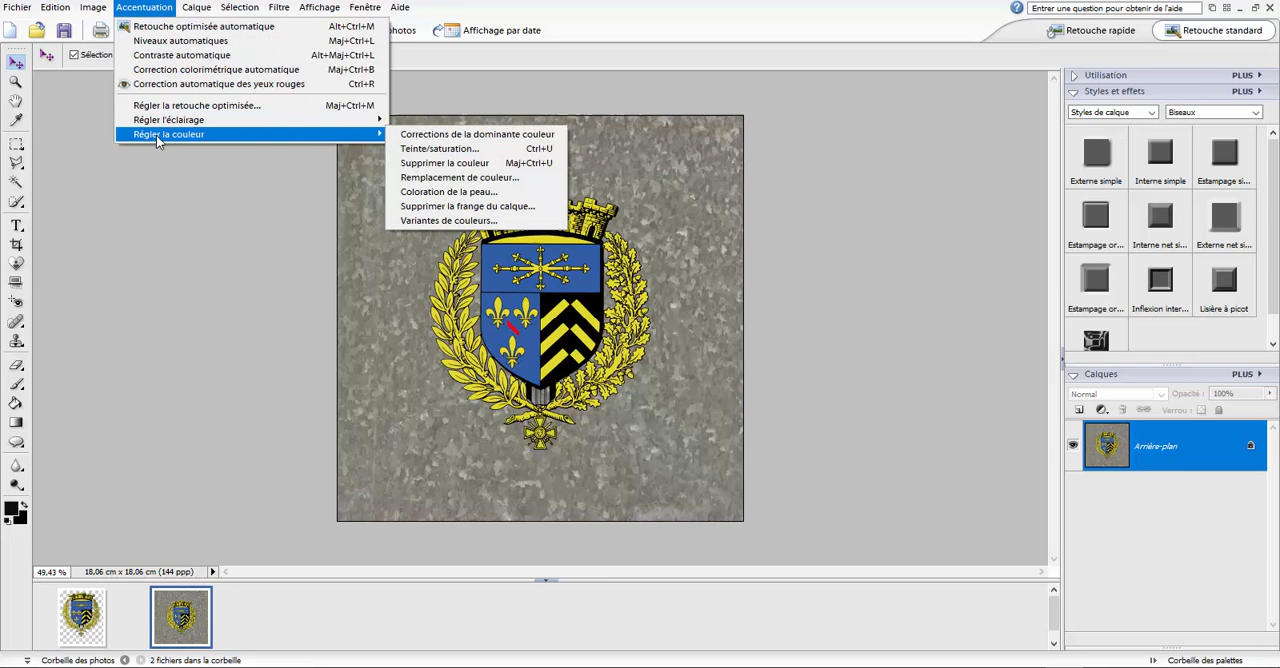 Fichier Edition Image Accentuation Calque Sélection Filtre Affichage Fenêtre Aide
Entrer une question pour obtenir de l'aide
Retouche optimisée automatique Alt+Ctrl+M
Niveaux automatiques Maj+Ctrl+L
Contraste automatique Alt+Maj+Ctrl+L
Correction colorimétrique automatique Maj+Ctrl+B
Correction automatique des yeux rouges Ctrl+R
Régler la retouche optimisée... Maj+Ctrl+M
Régler l'éclairage
Régler la couleur
hotos Affichage par date
Retouche rapide Retouche standard
Sélection
Corrections de la dominante couleur
Teinte/saturation... Ctrl+U
Supprimer la couleur Maj+Ctrl+U
Remplacement de couleur...
Coloration de la peau...
Supprimer la frange du calque...
Variantes de couleurs...
Utilisation PLUS
Styles et effets PLUS
Styles de calque Biseaux
Externe simple Interne simple Estampage si...
Estampage or... Interne net si... Externe net si...
Estampage or... Inflexion inter... Lisière à picot
Calques PLUS
Normal Opacité : 100%
Verrou :
Arrière-plan
49,43 % 18,06 cm x 18,06 cm (144 ppp)
Corbeille des photos 2 fichiers dans la corbeille
Corbeille des palettes